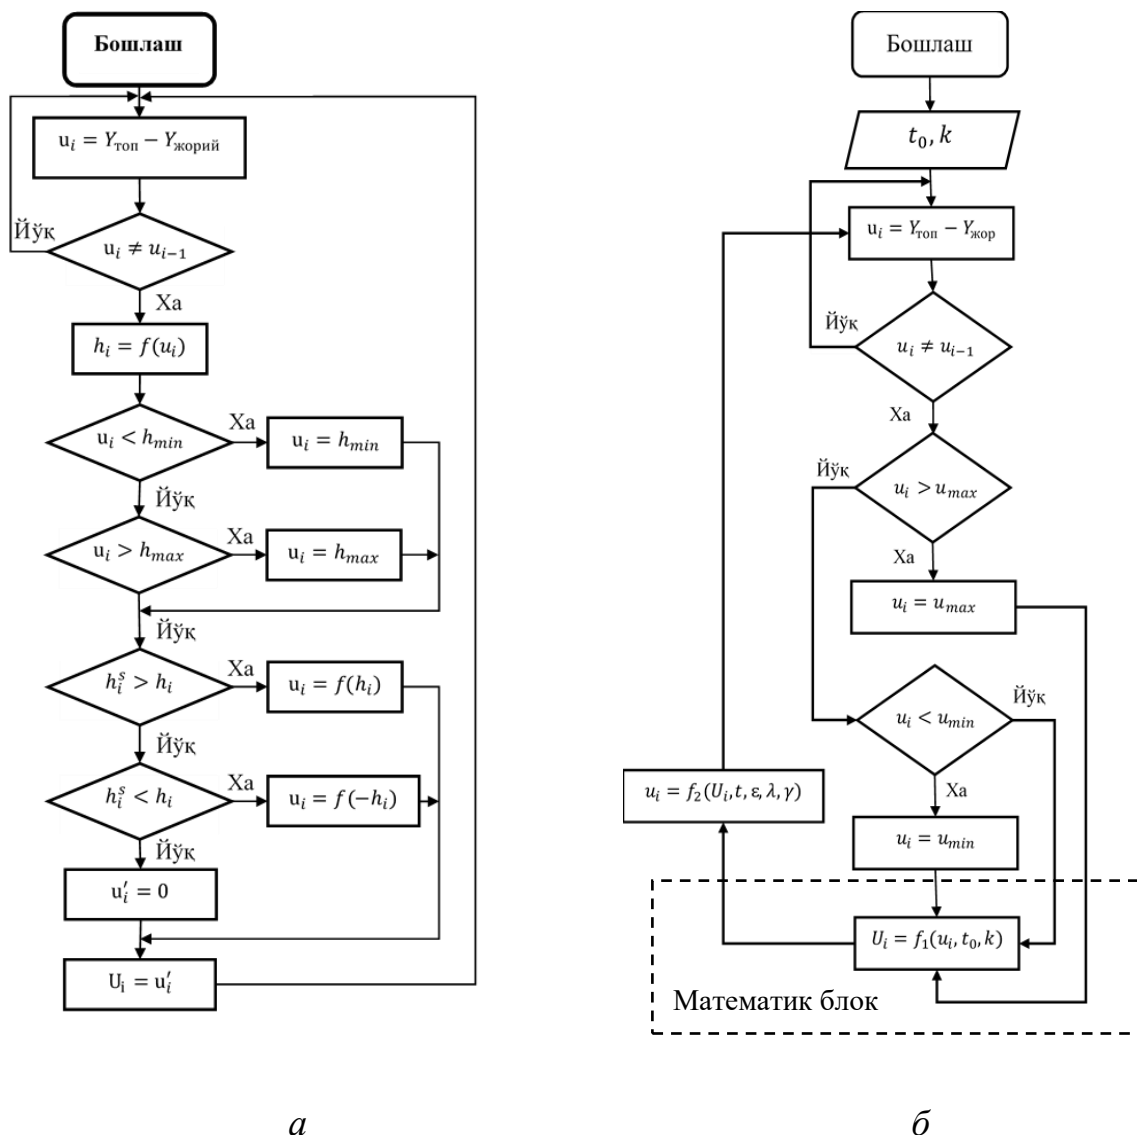 Бошлаш
uᵢ = Y_топ − Y_жорий
Йўқ
uᵢ ≠ uᵢ₋₁
Ха
hᵢ = f(uᵢ)
uᵢ < h_min
Ха
uᵢ = h_min
Йўқ
uᵢ > h_max
Ха
uᵢ = h_max
Йўқ
hᵢˢ > hᵢ
Ха
uᵢ = f(hᵢ)
Йўқ
hᵢˢ < hᵢ
Ха
uᵢ = f(−hᵢ)
Йўқ
u′ᵢ = 0
Uᵢ = u′ᵢ
а
Бошлаш
t₀, k
uᵢ = Y_топ − Y_жор
Йўқ
uᵢ ≠ uᵢ₋₁
Ха
Йўқ
uᵢ > u_max
Ха
uᵢ = u_max
Йўқ
uᵢ < u_min
Ха
uᵢ = f₂(Uᵢ, t, ε, λ, γ)
uᵢ = u_min
Uᵢ = f₁(uᵢ, t₀, k)
Математик блок
б